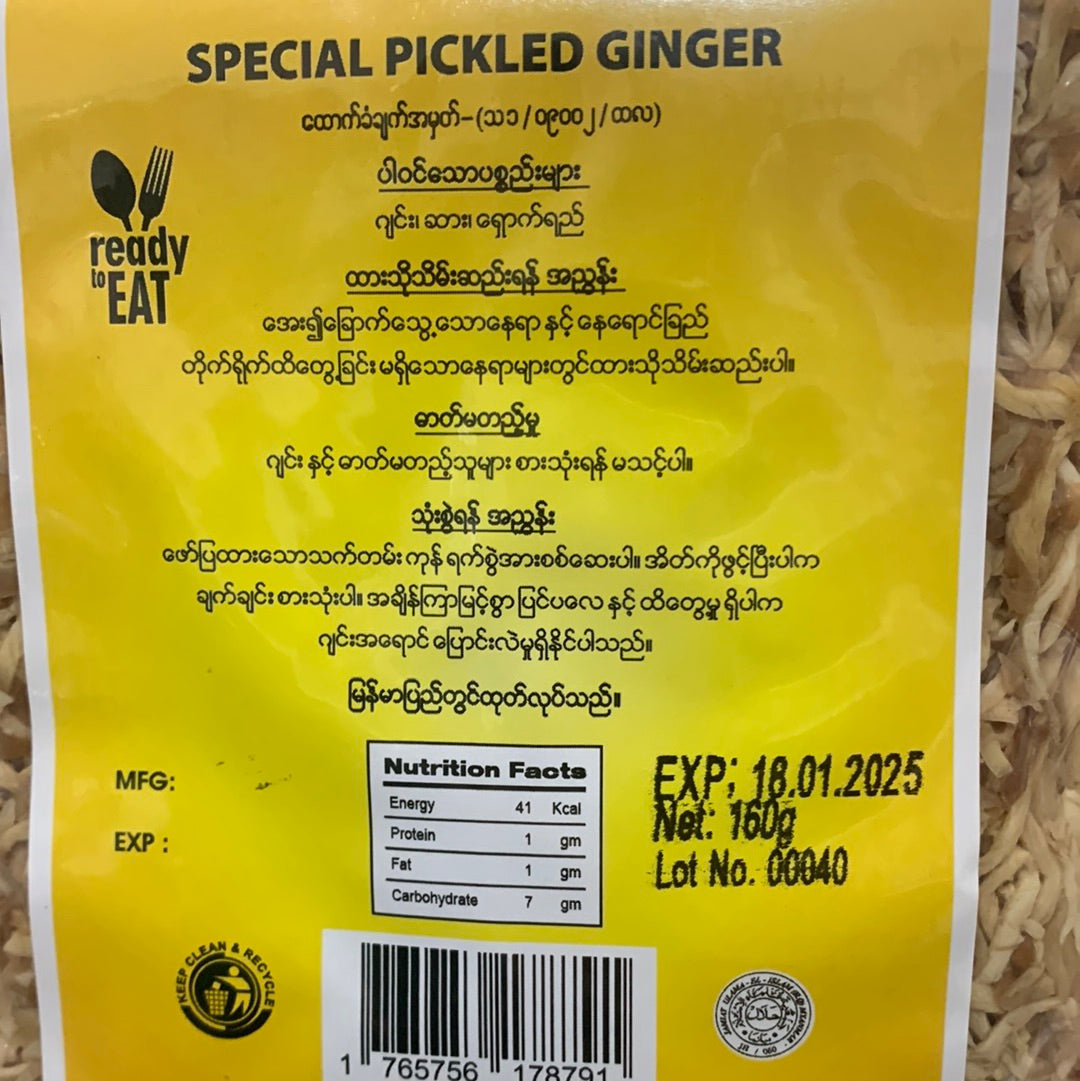 SPECIAL PICKLED GINGER
ထောက်ခံချက်အမှတ်-(သ၁/၀၉၀၀၂/ထလ)
ပါဝင်သောပစ္စည်းများ
ဂျင်း၊ ဆား၊ ရှောက်ရည်
ready
to EAT
ထားသိုသိမ်းဆည်းရန် အညွှန်း
အေး၍ခြောက်သွေ့သောနေရာ နှင့် နေရောင်ခြည်
တိုက်ရိုက်ထိတွေ့ခြင်း မရှိသောနေရာများတွင်ထားသိုသိမ်းဆည်းပါ။
ဓာတ်မတည့်မှု
ဂျင်း နှင့် ဓာတ်မတည့်သူများ စားသုံးရန် မသင့်ပါ။
သုံးစွဲရန် အညွှန်း
ဖော်ပြထားသောသက်တမ်း ကုန် ရက်စွဲအားစစ်ဆေးပါ။ အိတ်ကိုဖွင့်ပြီးပါက
ချက်ချင်း စားသုံးပါ။ အချိန်ကြာမြင့်စွာ ပြင်ပလေ နှင့် ထိတွေ့မှု ရှိပါက
ဂျင်းအရောင် ပြောင်းလဲမှုရှိနိုင်ပါသည်။
မြန်မာပြည်တွင်ထုတ်လုပ်သည်။
MFG:
EXP :
Nutrition Facts
Energy 41 Kcal
Protein 1 gm
Fat 1 gm
Carbohydrate 7 gm
EXP: 18.01.2025
Net: 160g
Lot No. 00040
KEEP CLEAN & RECYCLE
1 765756 178791